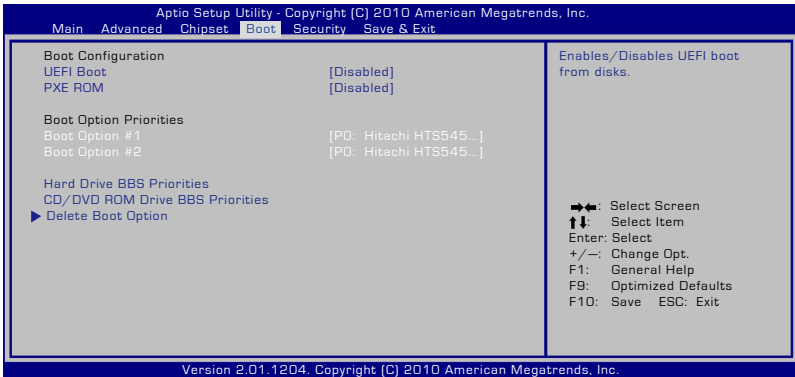 Aptio Setup Utility - Copyright (C) 2010 American Megatrends, Inc.
Main Advanced Chipset Boot Security Save & Exit
Boot Configuration
UEFI Boot [Disabled]
PXE ROM [Disabled]
Boot Option Priorities
Boot Option #1 [P0: Hitachi HTS545...]
Boot Option #2 [P0: Hitachi HTS545...]
Hard Drive BBS Priorities
CD/DVD ROM Drive BBS Priorities
Delete Boot Option
Enables/Disables UEFI boot
from disks.
→←: Select Screen
↑↓: Select Item
Enter: Select
+/—: Change Opt.
F1: General Help
F9: Optimized Defaults
F10: Save ESC: Exit
Version 2.01.1204. Copyright (C) 2010 American Megatrends, Inc.